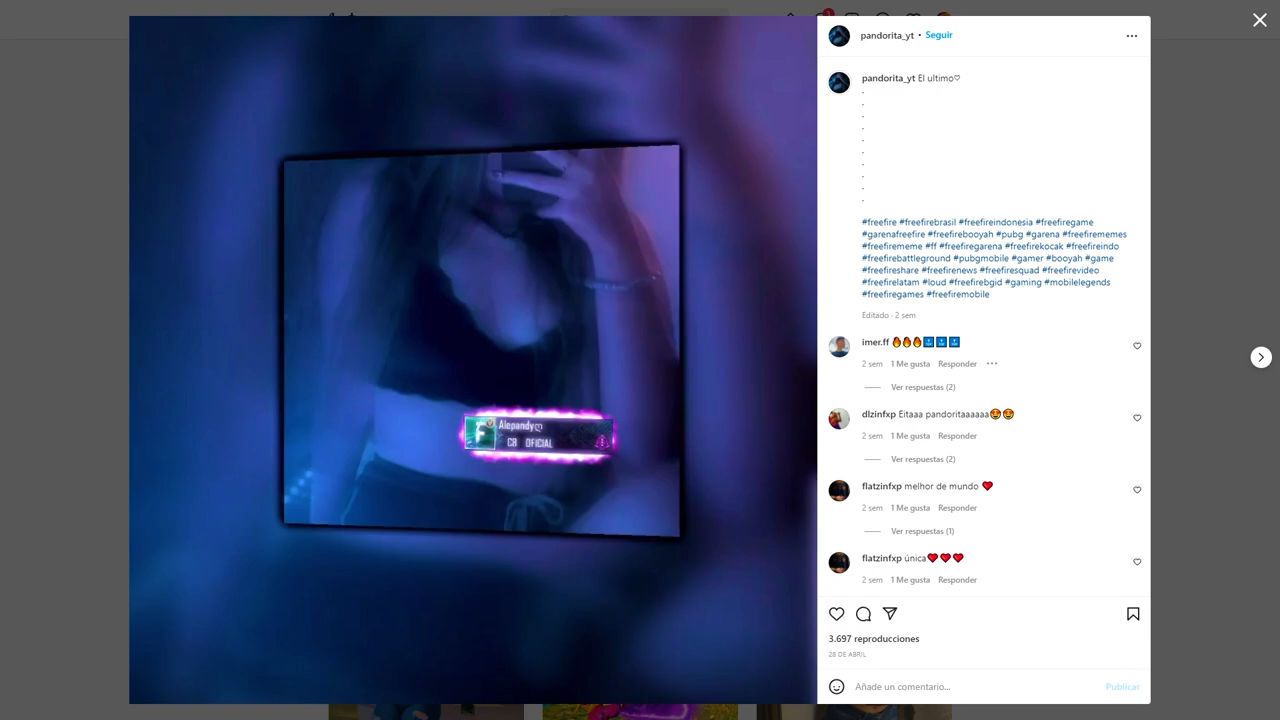 pandorita_yt • Seguir
pandorita_yt El ultimo♡
.
.
.
.
.
.
.
.
.
.
#freefire #freefirebrasil #freefireindonesia #freefiregame
#garenafreefire #freefirebooyah #pubg #garena #freefirememes
#freefirememe #ff #freefiregarena #freefirekocak #freefireindo
#freefirebattleground #pubgmobile #gamer #booyah #game
#freefireshare #freefirenews #freefiresquad #freefirevideo
#freefirelatam #loud #freefirebgid #gaming #mobilelegends
#freefiregames #freefiremobile
Editado · 2 sem
imer.ff 🔥🔥🔥
2 sem 1 Me gusta Responder
Ver respuestas (2)
dlzinfxp Eitaaa pandoritaaaaaa🤩🤩
2 sem 1 Me gusta Responder
Ver respuestas (2)
flatzinfxp melhor de mundo ❤️
2 sem 1 Me gusta Responder
Ver respuestas (1)
flatzinfxp única❤️❤️❤️
2 sem 1 Me gusta Responder
3.697 reproducciones
28 DE ABRIL
Añade un comentario...
Publicar
F
Alepandyღ
C8 OFICIAL